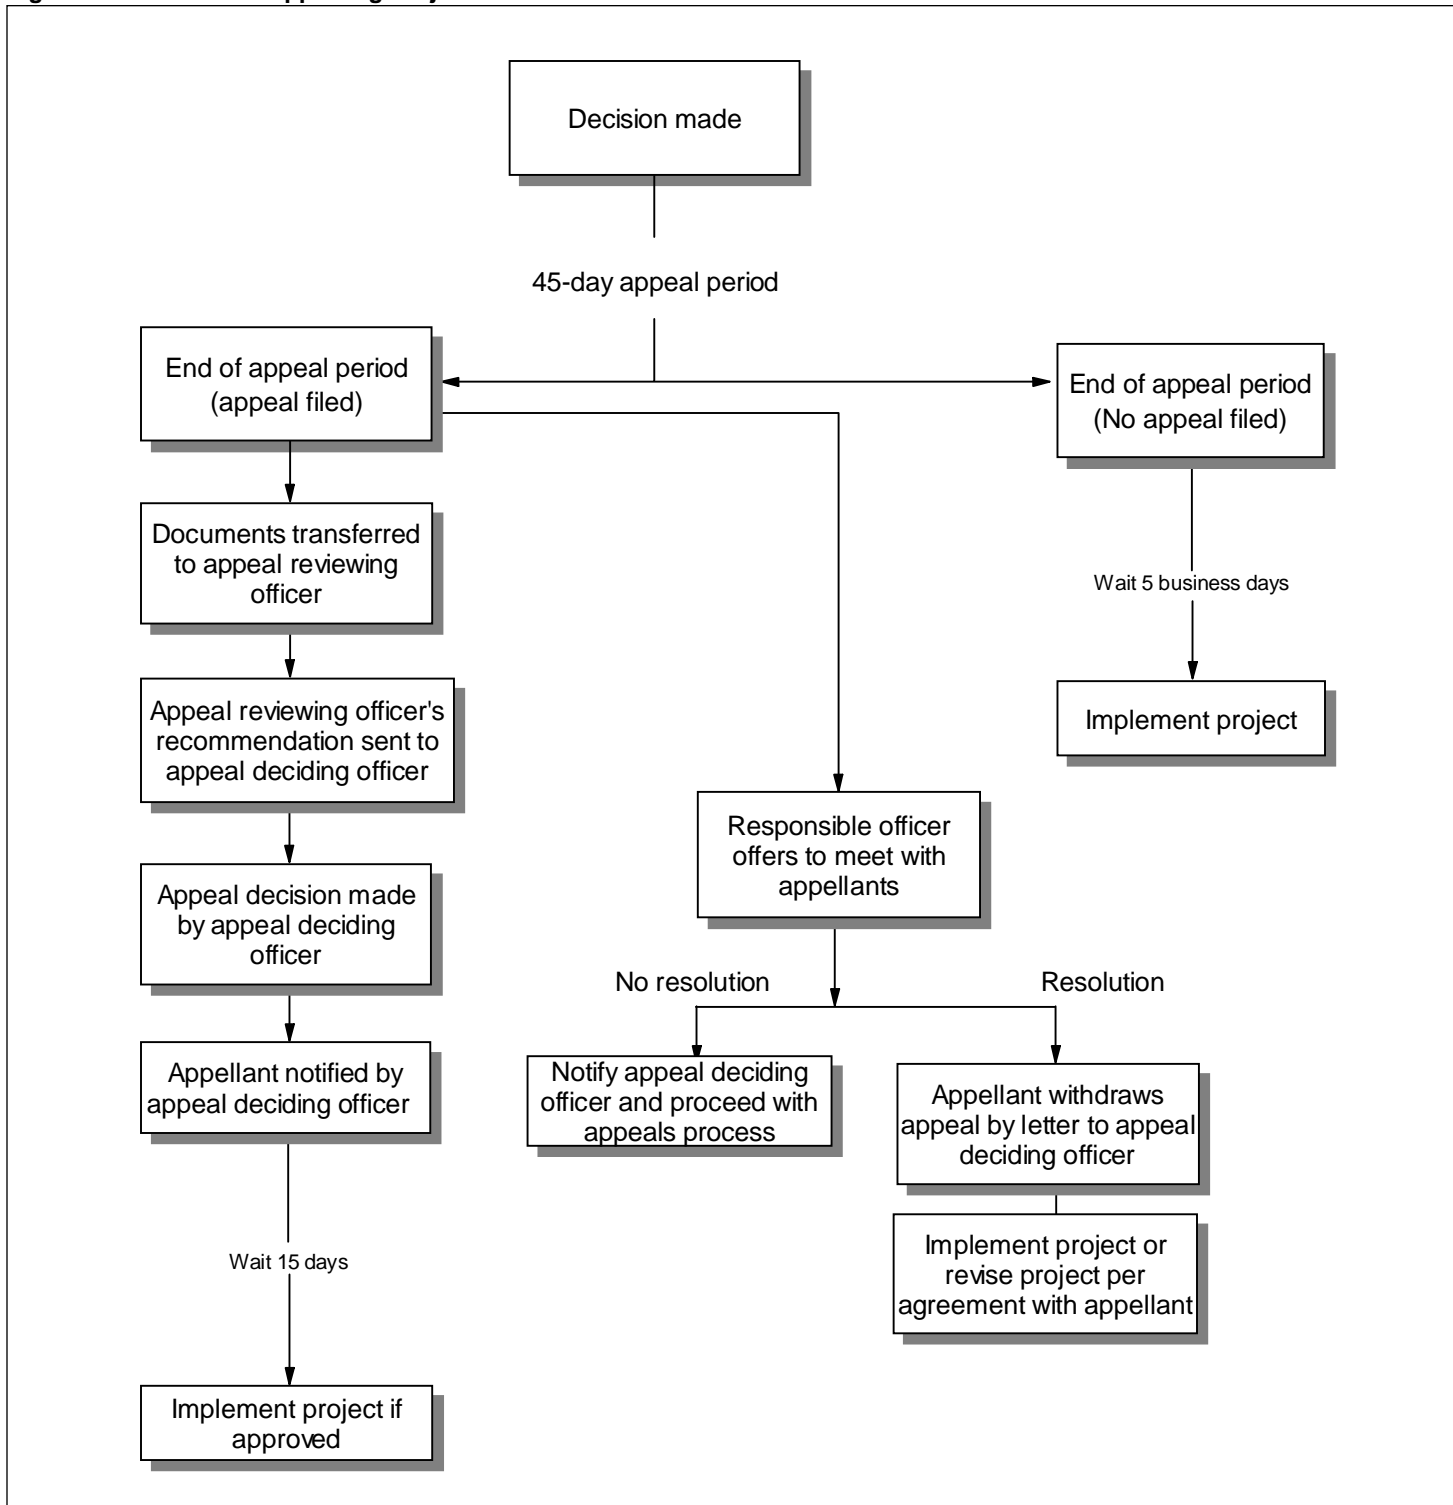 Decision made
45-day appeal period
End of appeal period
(appeal filed)
End of appeal period
(No appeal filed)
Documents transferred
to appeal reviewing
officer
Wait 5 business days
Appeal reviewing officer's
recommendation sent to
appeal deciding officer
Implement project
Responsible officer
offers to meet with
appellants
Appeal decision made
by appeal deciding
officer
No resolution
Resolution
Appellant notified by
appeal deciding officer
Notify appeal deciding
officer and proceed with
appeals process
Appellant withdraws
appeal by letter to appeal
deciding officer
Wait 15 days
Implement project or
revise project per
agreement with appellant
Implement project if
approved